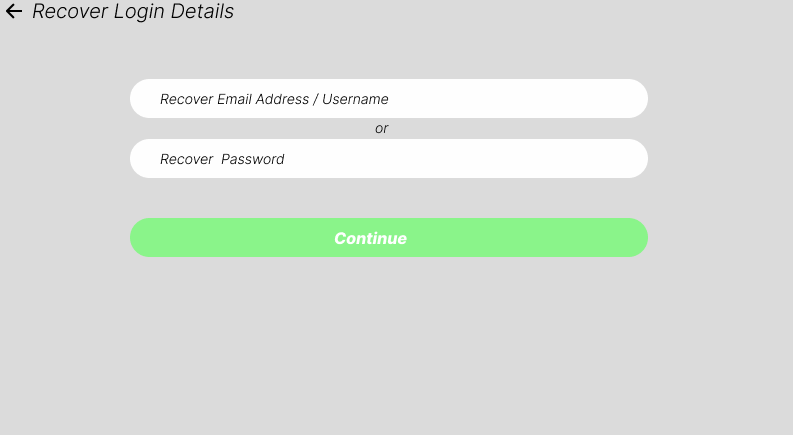 Recover Login Details
Recover Email Address / Username
or
Recover  Password
Continue